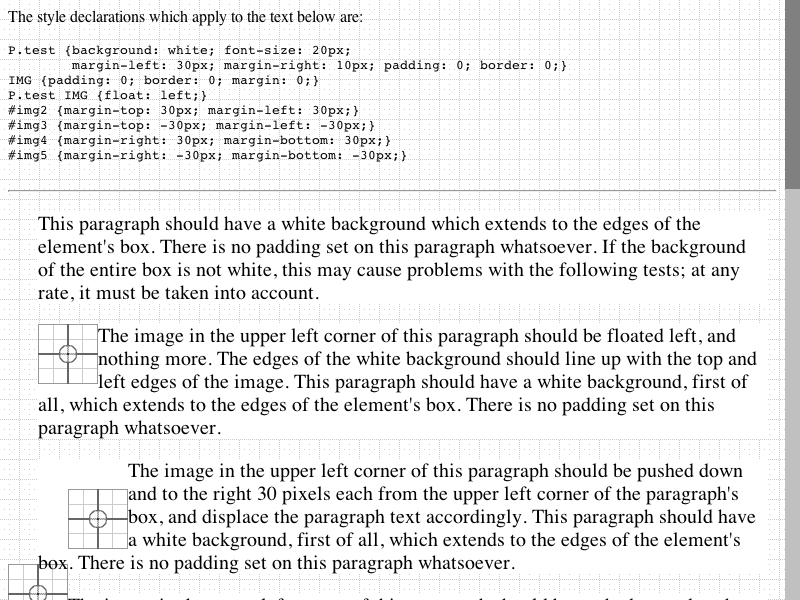 The style declarations which apply to the text below are:
P.test {background: white; font-size: 20px;
margin-left: 30px; margin-right: 10px; padding: 0; border: 0;}
IMG {padding: 0; border: 0; margin: 0;}
P.test IMG {float: left;}
#img2 {margin-top: 30px; margin-left: 30px;}
#img3 {margin-top: -30px; margin-left: -30px;}
#img4 {margin-right: 30px; margin-bottom: 30px;}
#img5 {margin-right: -30px; margin-bottom: -30px;}
This paragraph should have a white background which extends to the edges of the
element's box. There is no padding set on this paragraph whatsoever. If the background
of the entire box is not white, this may cause problems with the following tests; at any
rate, it must be taken into account.
The image in the upper left corner of this paragraph should be floated left, and
nothing more. The edges of the white background should line up with the top and
left edges of the image. This paragraph should have a white background, first of
all, which extends to the edges of the element's box. There is no padding set on this
paragraph whatsoever.
The image in the upper left corner of this paragraph should be pushed down
and to the right 30 pixels each from the upper left corner of the paragraph's
box, and displace the paragraph text accordingly. This paragraph should have
a white background, first of all, which extends to the edges of the element's
box. There is no padding set on this paragraph whatsoever.